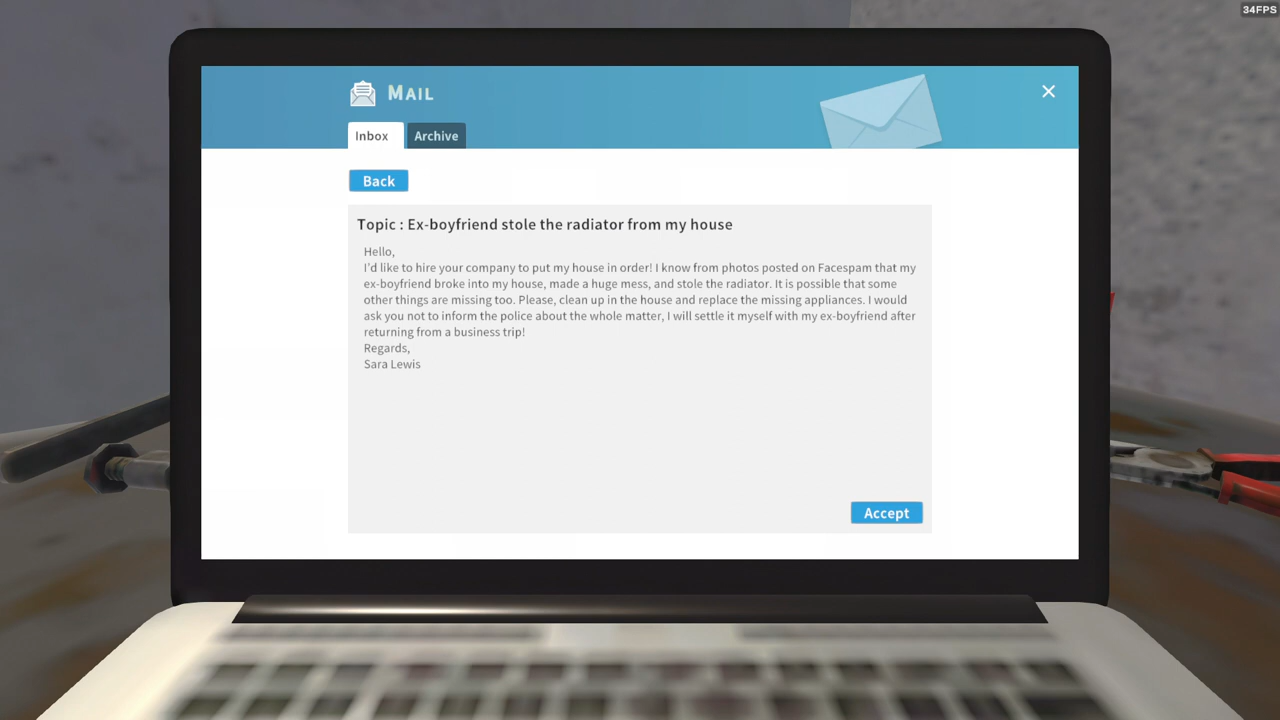 34FPS
MAIL
Inbox Archive
Back
Topic : Ex-boyfriend stole the radiator from my house
Hello,
I'd like to hire your company to put my house in order! I know from photos posted on Facespam that my
ex-boyfriend broke into my house, made a huge mess, and stole the radiator. It is possible that some
other things are missing too. Please, clean up in the house and replace the missing appliances. I would
ask you not to inform the police about the whole matter, I will settle it myself with my ex-boyfriend after
returning from a business trip!
Regards,
Sara Lewis
Accept